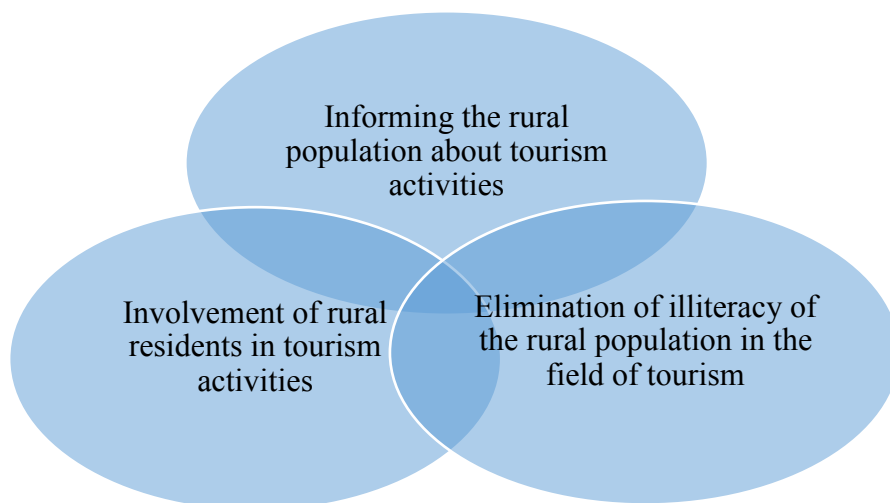 Informing the rural
population about tourism
activities
Involvement of rural
residents in tourism
activities
Elimination of illiteracy of
the rural population in the
field of tourism